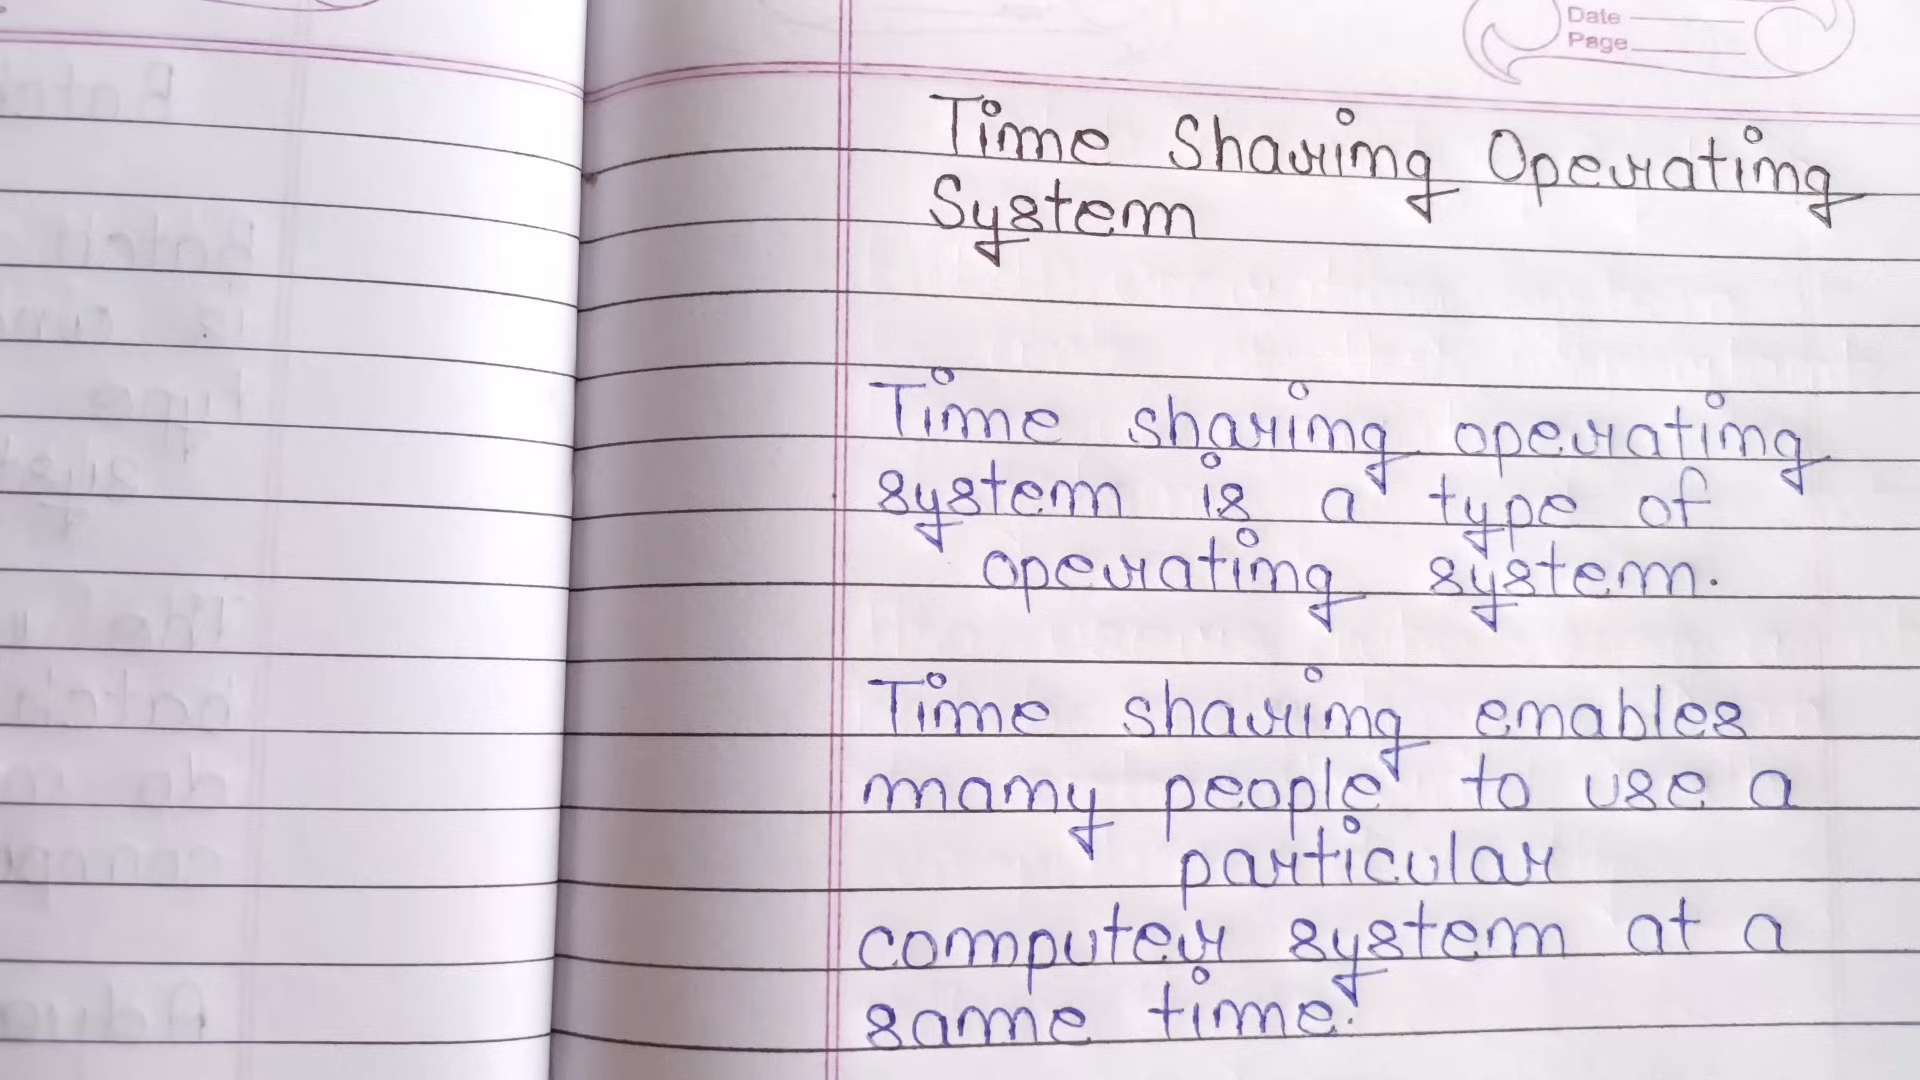 Date
Page
Time Sharing Operating
System
Time sharing operating
system is a type of
operating system.
Time sharing enables
many people to use a
particular
computer system at a
same time.